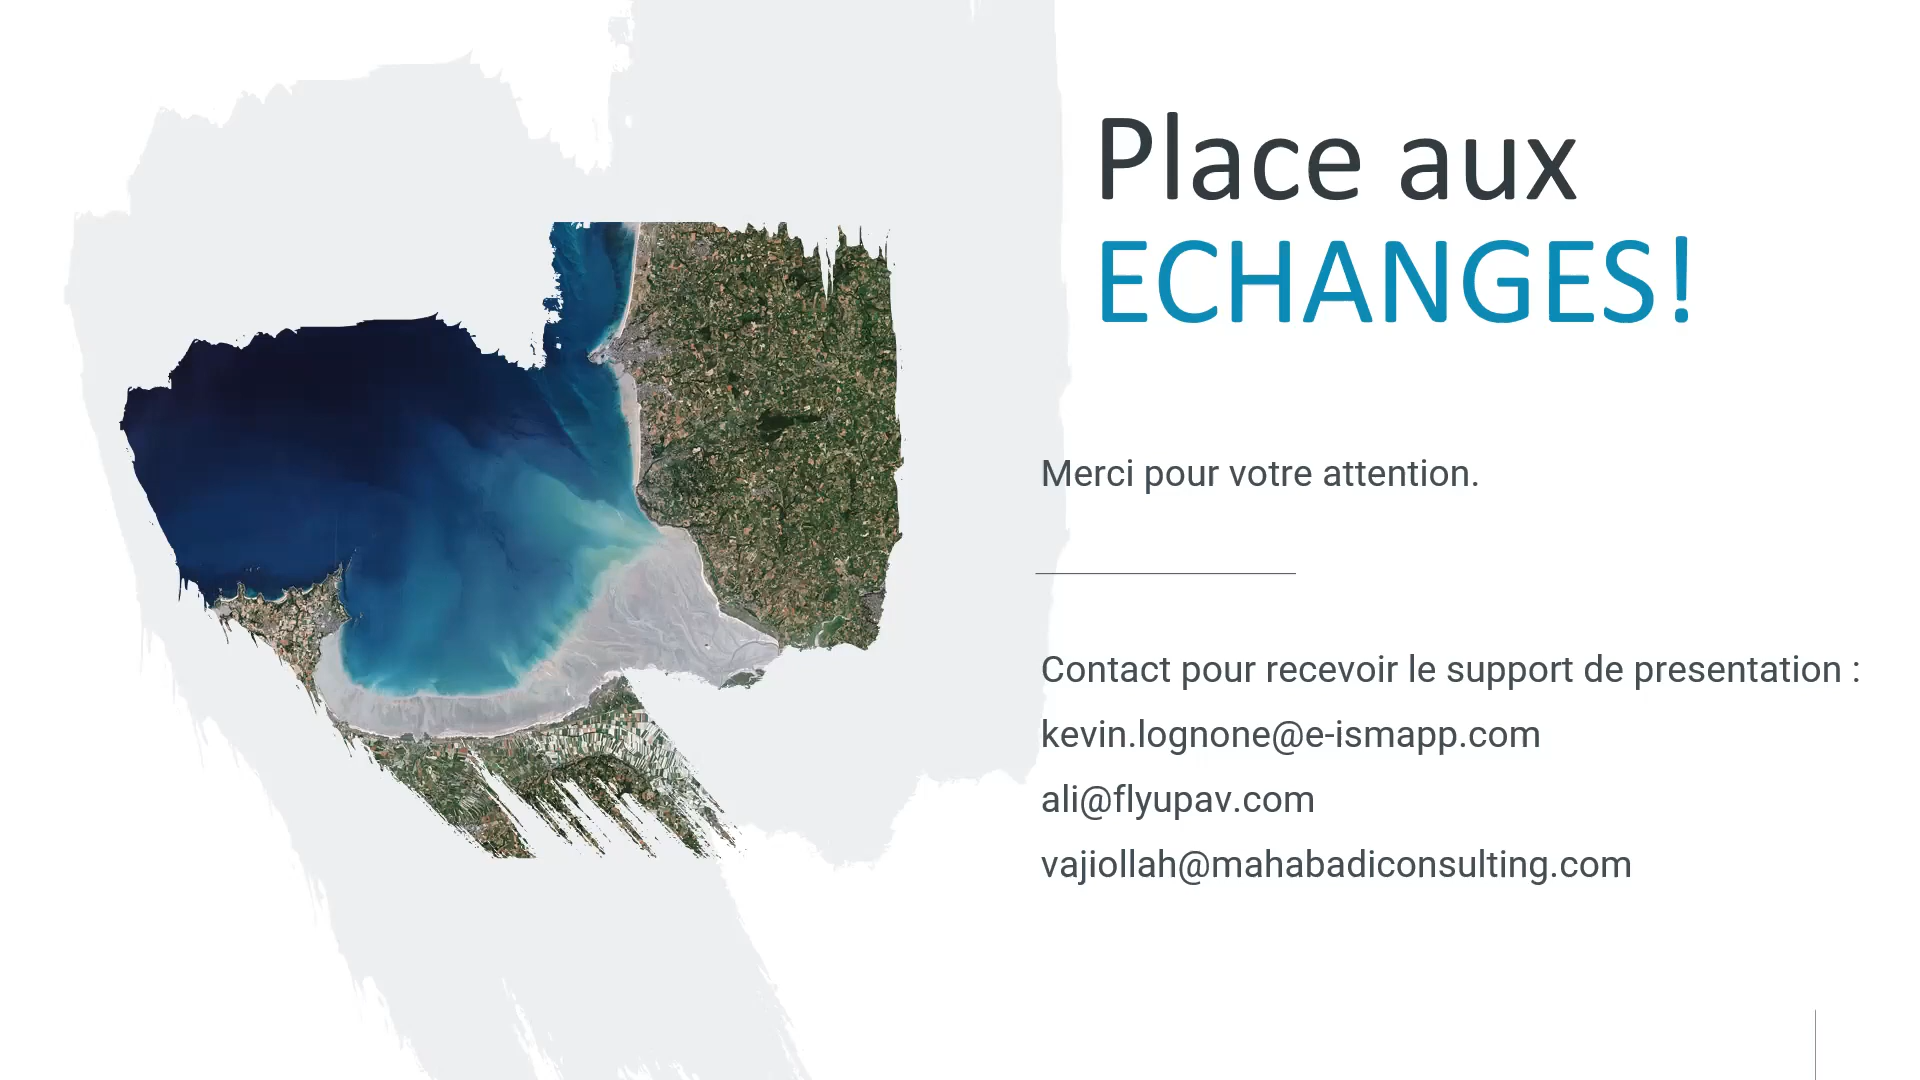 Place aux
ECHANGES!
Merci pour votre attention.
Contact pour recevoir le support de presentation :
kevin.lognone@e-ismapp.com
ali@flyupav.com
vajiollah@mahabadiconsulting.com